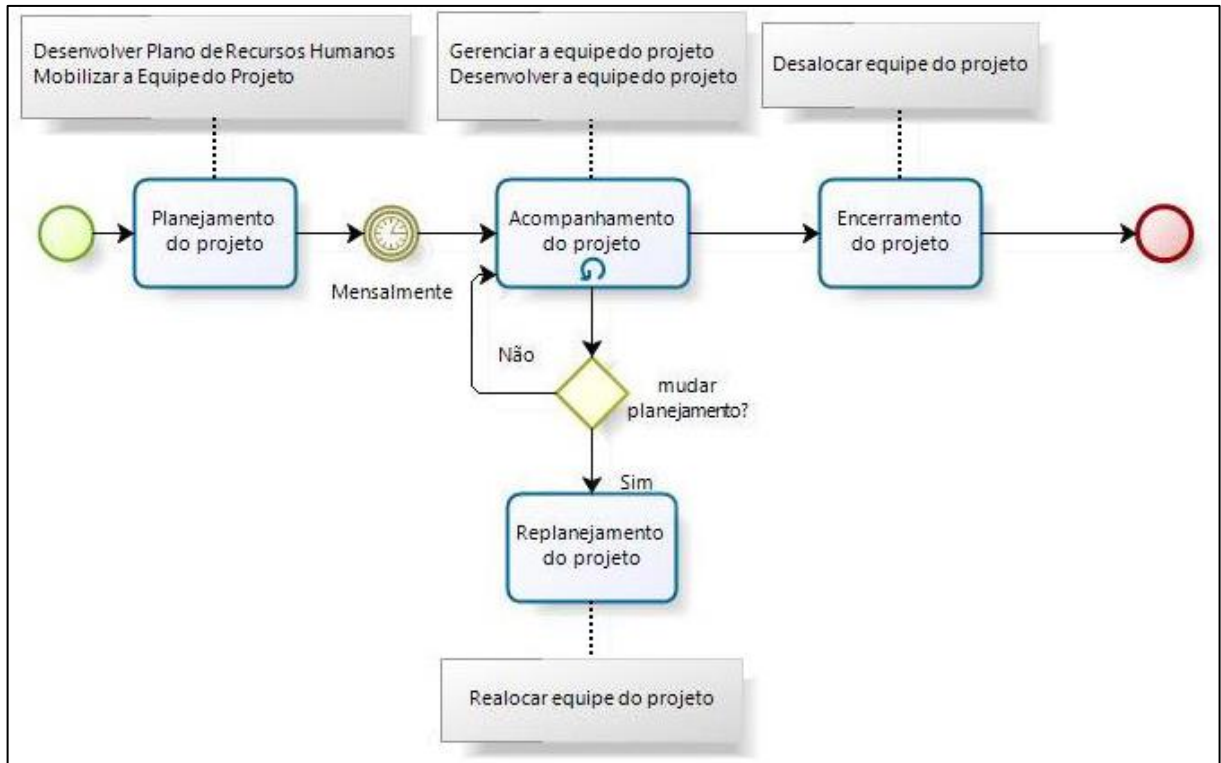 Desenvolver Plano de Recursos Humanos
Mobilizar a Equipe do Projeto
Gerenciar a equipe do projeto
Desenvolver a equipe do projeto
Desalocar equipe do projeto
Planejamento
do projeto
Mensalmente
Acompanhamento
do projeto
Encerramento
do projeto
Não
mudar
planejamento?
Sim
Replanejamento
do projeto
Realocar equipe do projeto